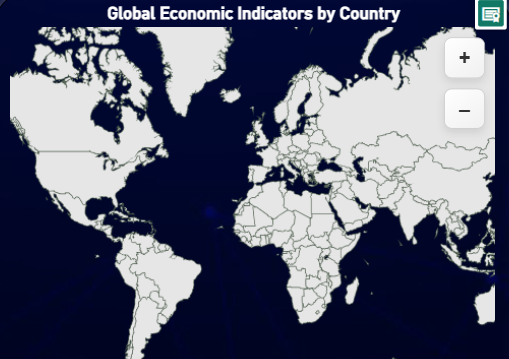 Global Economic Indicators by Country
+
–